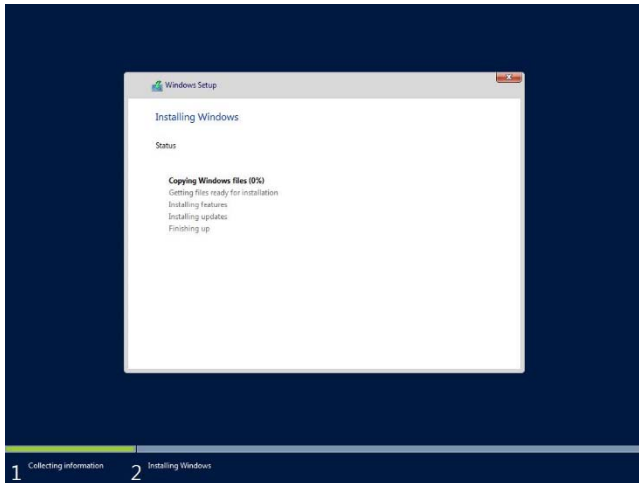 Windows Setup
Installing Windows
Status
Copying Windows files (0%)
Getting files ready for installation
Installing features
Installing updates
Finishing up
1 Collecting information
2 Installing Windows